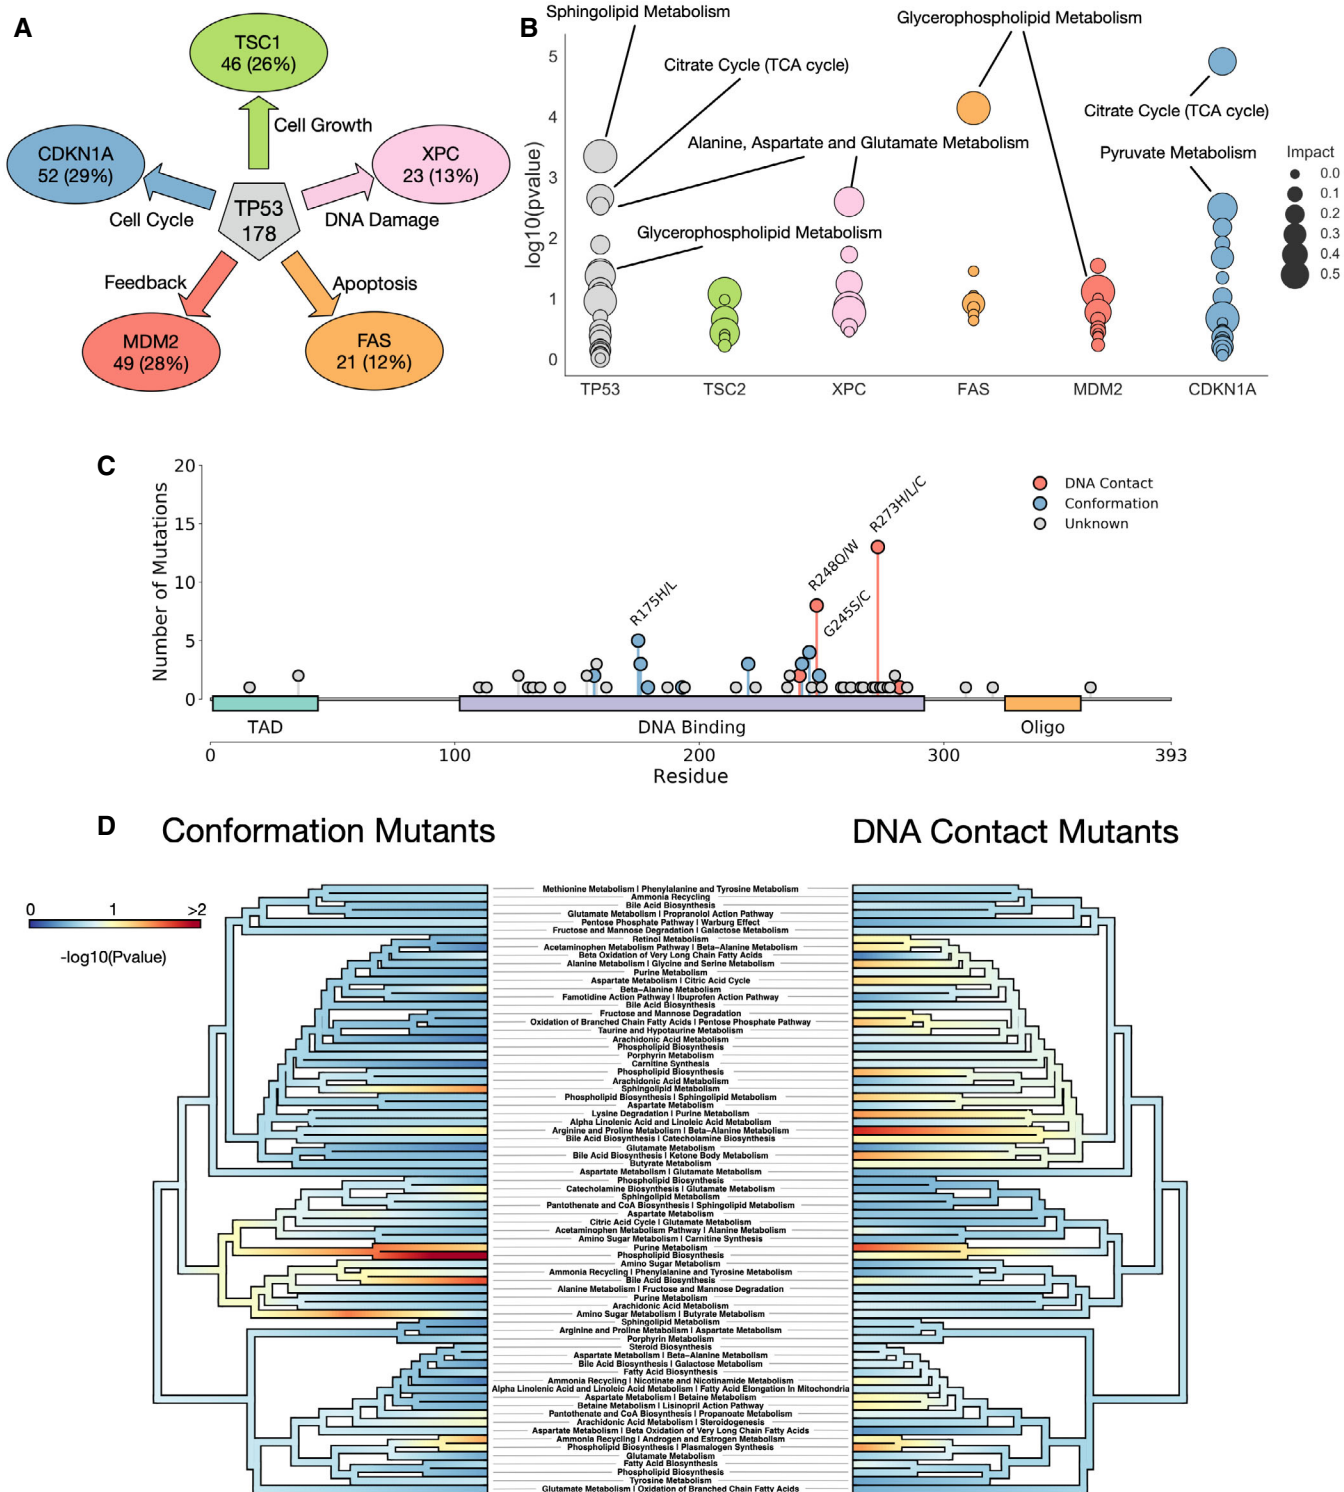 A
TSC1
46 (26%)
Cell Growth
CDKN1A
52 (29%)
Cell Cycle
XPC
23 (13%)
DNA Damage
TP53
178
Feedback
Apoptosis
MDM2
49 (28%)
FAS
21 (12%)
B
Sphingolipid Metabolism
Glycerophospholipid Metabolism
Citrate Cycle (TCA cycle)
Citrate Cycle (TCA cycle)
Alanine, Aspartate and Glutamate Metabolism
Pyruvate Metabolism
Glycerophospholipid Metabolism
log10(pvalue)
5
4
3
2
1
0
TP53 TSC2 XPC FAS MDM2 CDKN1A
Impact
0.0
0.1
0.2
0.3
0.4
0.5
C
Number of Mutations
20
15
10
5
0
R175H/L
R248Q/W
G245S/C
R273H/L/C
DNA Contact
Conformation
Unknown
TAD DNA Binding Oligo
0 100 200 300 393
Residue
D
Conformation Mutants
DNA Contact Mutants
0 1 >2
-log10(Pvalue)
Methionine Metabolism | Phenylalanine and Tyrosine Metabolism
Ammonia Recycling
Bile Acid Biosynthesis
Glutamate Metabolism | Propranolol Action Pathway
Pentose Phosphate Pathway | Warburg Effect
Fructose and Mannose Degradation | Galactose Metabolism
Retinol Metabolism
Acetaminophen Metabolism Pathway | Beta−Alanine Metabolism
Beta Oxidation of Very Long Chain Fatty Acids
Alanine Metabolism | Glycine and Serine Metabolism
Purine Metabolism
Aspartate Metabolism | Citric Acid Cycle
Beta−Alanine Metabolism
Famotidine Action Pathway | Ibuprofen Action Pathway
Bile Acid Biosynthesis
Fructose and Mannose Degradation
Oxidation of Branched Chain Fatty Acids | Pentose Phosphate Pathway
Taurine and Hypotaurine Metabolism
Arachidonic Acid Metabolism
Phospholipid Biosynthesis
Porphyrin Metabolism
Carnitine Synthesis
Phospholipid Biosynthesis
Arachidonic Acid Metabolism
Sphingolipid Metabolism
Phospholipid Biosynthesis | Sphingolipid Metabolism
Aspartate Metabolism
Lysine Degradation | Purine Metabolism
Alpha Linolenic Acid and Linoleic Acid Metabolism
Arginine and Proline Metabolism | Beta−Alanine Metabolism
Bile Acid Biosynthesis | Catecholamine Biosynthesis
Glutamate Metabolism
Bile Acid Biosynthesis | Ketone Body Metabolism
Butyrate Metabolism
Aspartate Metabolism | Glutamate Metabolism
Phospholipid Biosynthesis
Catecholamine Biosynthesis | Glutamate Metabolism
Sphingolipid Metabolism
Pantothenate and CoA Biosynthesis | Sphingolipid Metabolism
Aspartate Metabolism
Citric Acid Cycle | Glutamate Metabolism
Acetaminophen Metabolism Pathway | Alanine Metabolism
Amino Sugar Metabolism | Carnitine Synthesis
Purine Metabolism
Phospholipid Biosynthesis
Amino Sugar Metabolism
Ammonia Recycling | Phenylalanine and Tyrosine Metabolism
Bile Acid Biosynthesis
Alanine Metabolism | Fructose and Mannose Degradation
Purine Metabolism
Arachidonic Acid Metabolism
Amino Sugar Metabolism | Butyrate Metabolism
Sphingolipid Metabolism
Arginine and Proline Metabolism | Aspartate Metabolism
Porphyrin Metabolism
Steroid Biosynthesis
Aspartate Metabolism | Beta−Alanine Metabolism
Bile Acid Biosynthesis | Galactose Metabolism
Fatty Acid Biosynthesis
Ammonia Recycling | Nicotinate and Nicotinamide Metabolism
Alpha Linolenic Acid and Linoleic Acid Metabolism | Fatty Acid Elongation In Mitochondria
Aspartate Metabolism | Betaine Metabolism
Betaine Metabolism | Lisinopril Action Pathway
Pantothenate and CoA Biosynthesis | Propanoate Metabolism
Arachidonic Acid Metabolism | Steroidogenesis
Aspartate Metabolism | Beta Oxidation of Very Long Chain Fatty Acids
Ammonia Recycling | Androgen and Estrogen Metabolism
Phospholipid Biosynthesis | Plasmalogen Synthesis
Glutamate Metabolism
Fatty Acid Biosynthesis
Phospholipid Biosynthesis
Tyrosine Metabolism
Glutamate Metabolism | Oxidation of Branched Chain Fatty Acids